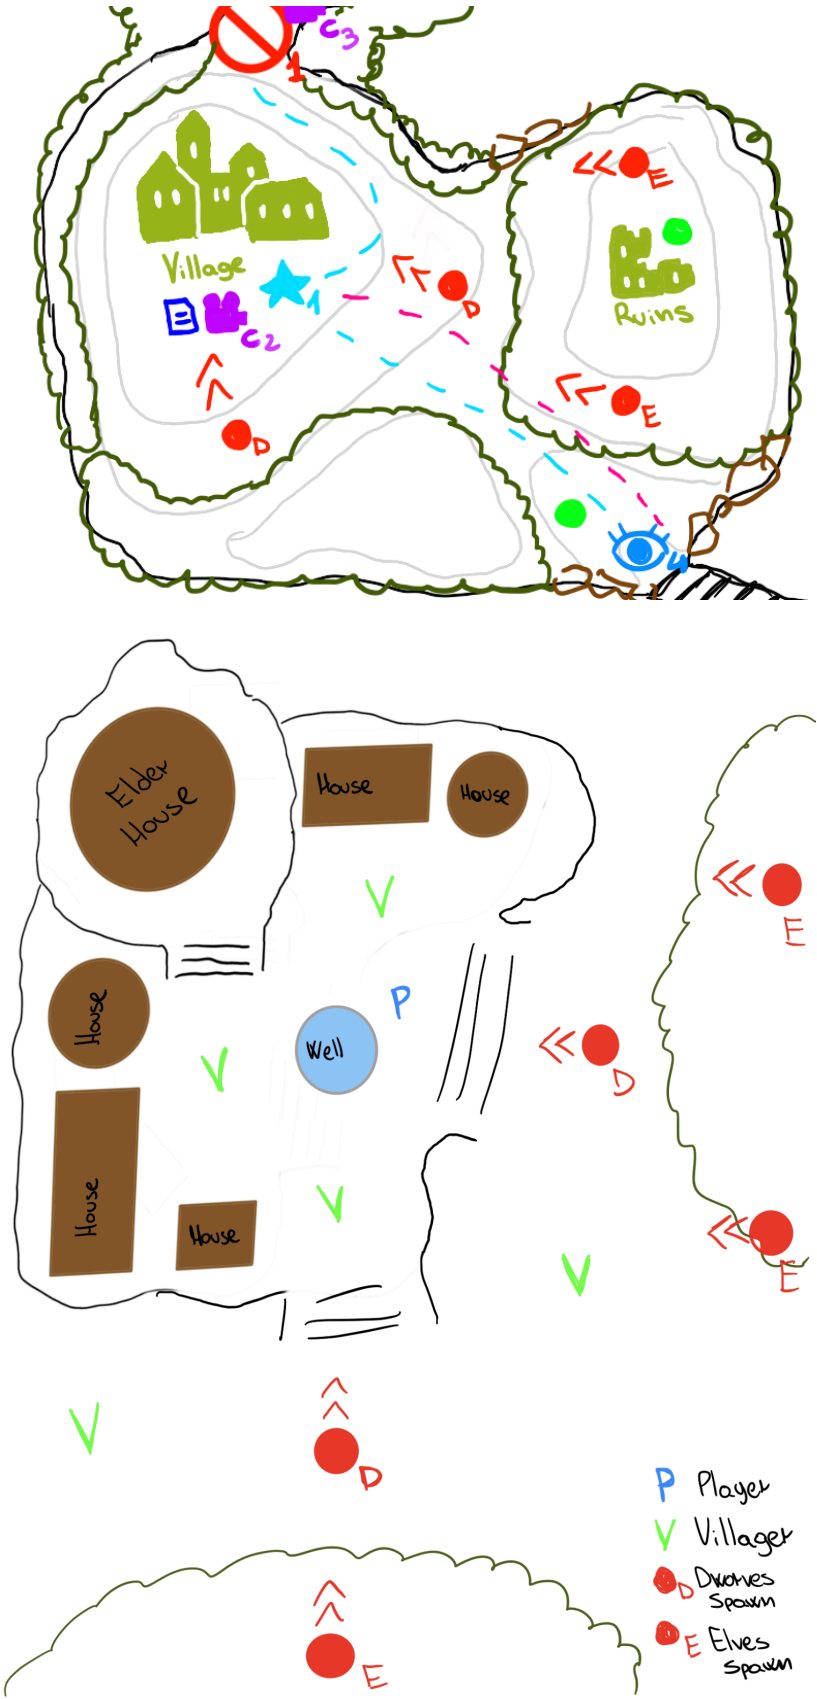 C3
1
E
Village
D
1
Ruins
C2
E
D
4
Elder
House
House
House
E
House
P
V
Well
V
D
House
V
House
E
V
V
D
P Player
V Villager
D Dwarves
Spawn
E Elves
Spawn
E